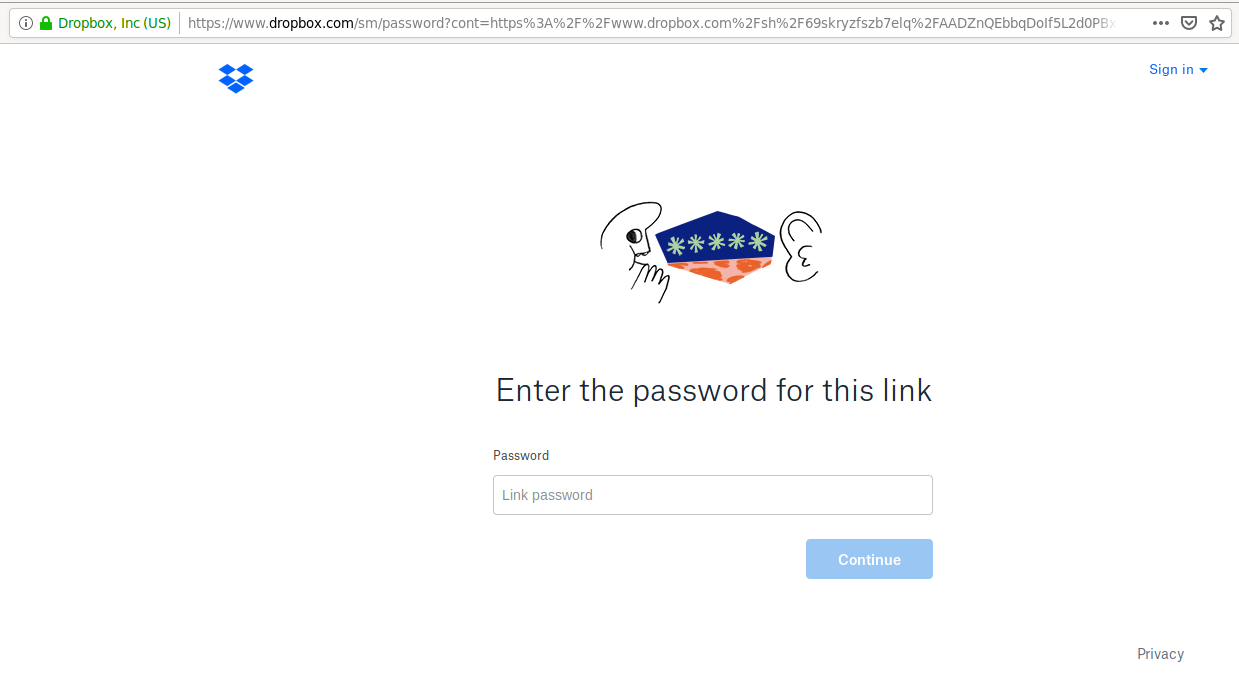 Dropbox, Inc (US) https://www.dropbox.com/sm/password?cont=https%3A%2F%2Fwww.dropbox.com%2Fsh%2F69skryzfszb7elq%2FAADZnQEbbqDoIf5L2d0PBx
Sign in
*****
Enter the password for this link
Password
Link password
Continue
Privacy